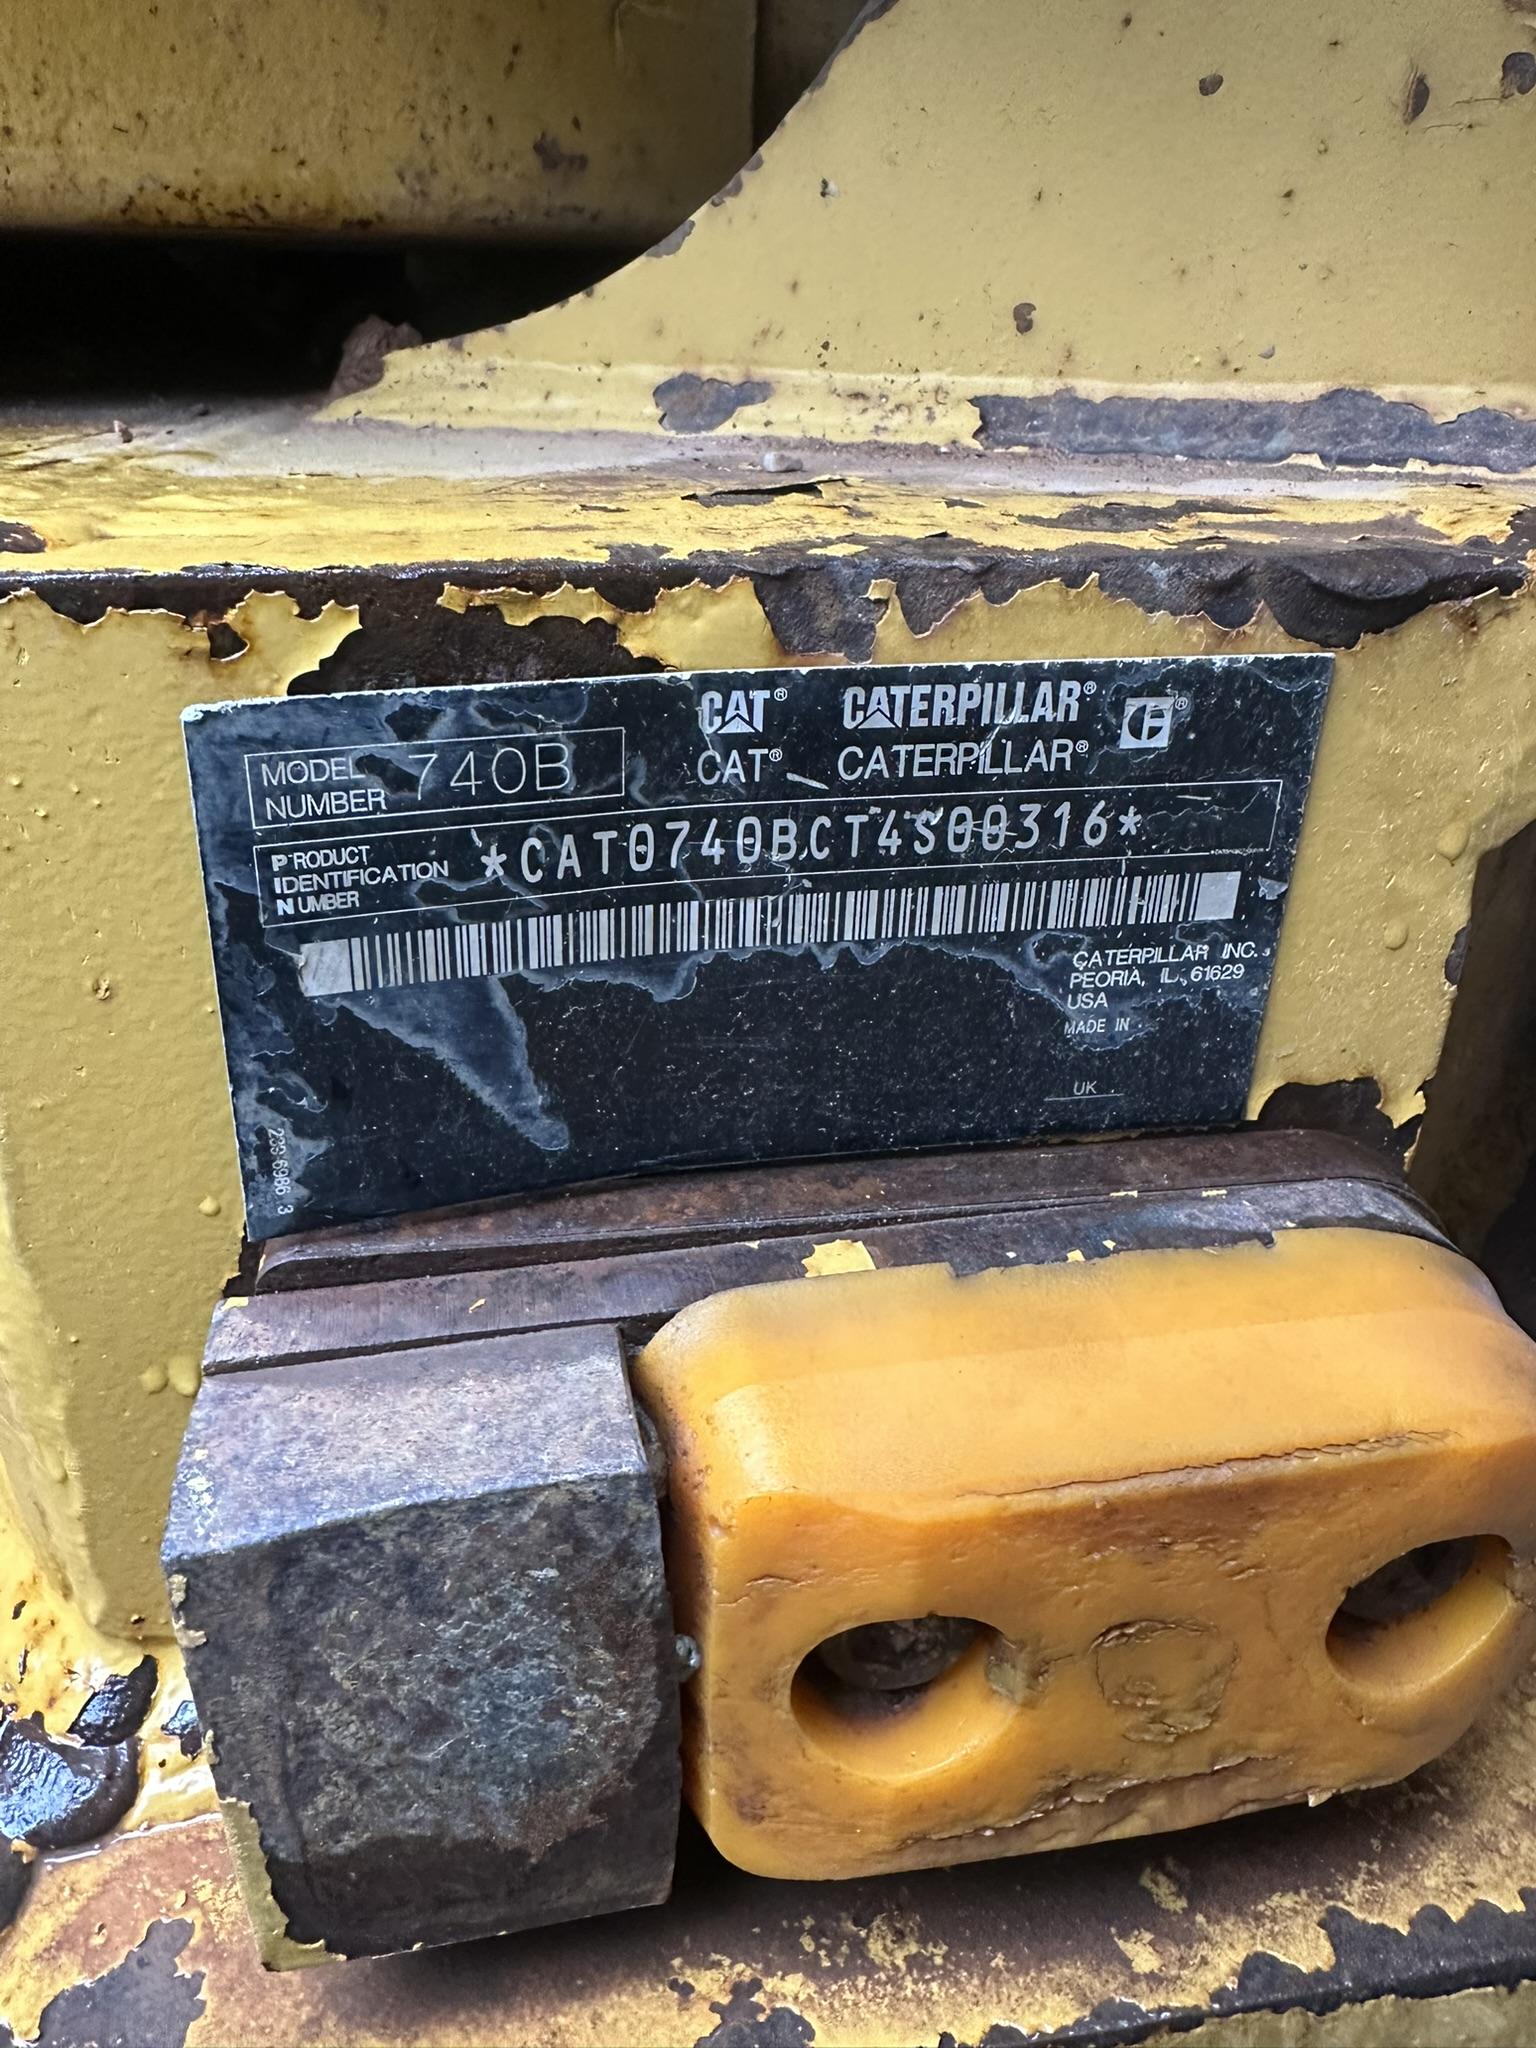 CAT® CATERPILLAR® ®
CAT® CATERPILLAR®
MODEL NUMBER 740B
PRODUCT IDENTIFICATION NUMBER *CAT0740BCT4S00316*
CATERPILLAR INC.
PEORIA, IL 61629
USA
MADE IN
UK